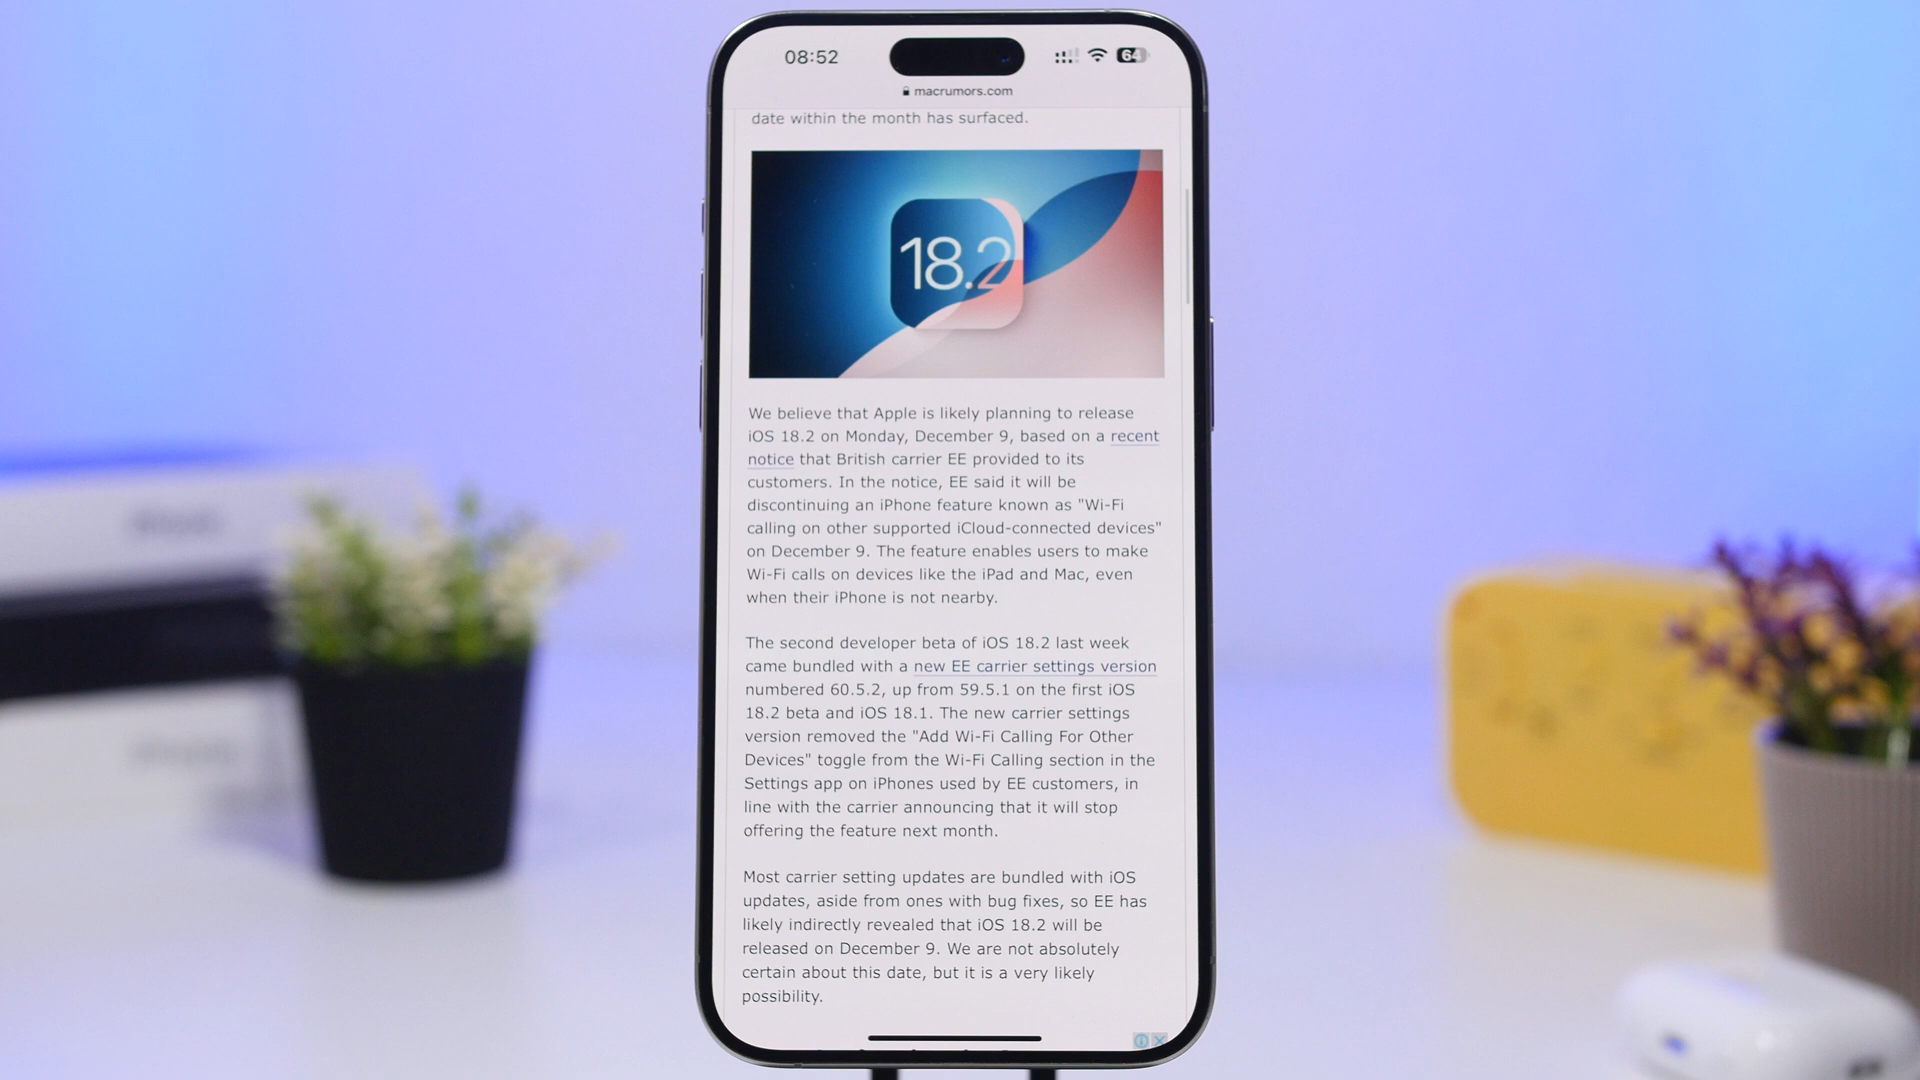 08:52
64
macrumors.com
date within the month has surfaced.
18.2
We believe that Apple is likely planning to release
iOS 18.2 on Monday, December 9, based on a recent
notice that British carrier EE provided to its
customers. In the notice, EE said it will be
discontinuing an iPhone feature known as "Wi-Fi
calling on other supported iCloud-connected devices"
on December 9. The feature enables users to make
Wi-Fi calls on devices like the iPad and Mac, even
when their iPhone is not nearby.
The second developer beta of iOS 18.2 last week
came bundled with a new EE carrier settings version
numbered 60.5.2, up from 59.5.1 on the first iOS
18.2 beta and iOS 18.1. The new carrier settings
version removed the "Add Wi-Fi Calling For Other
Devices" toggle from the Wi-Fi Calling section in the
Settings app on iPhones used by EE customers, in
line with the carrier announcing that it will stop
offering the feature next month.
Most carrier setting updates are bundled with iOS
updates, aside from ones with bug fixes, so EE has
likely indirectly revealed that iOS 18.2 will be
released on December 9. We are not absolutely
certain about this date, but it is a very likely
possibility.